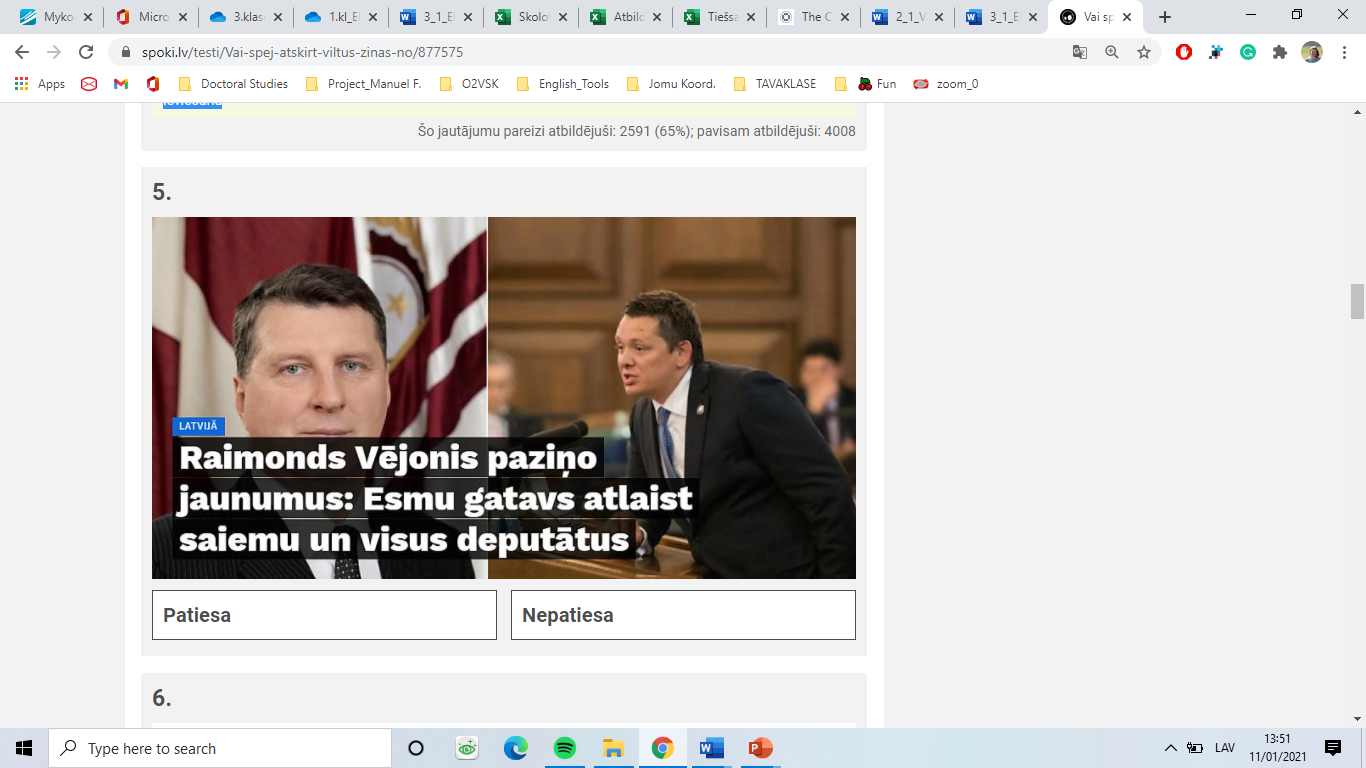 Myko
Micro
3.klas
1.kl_E
3_1_E
Skolo
Atbilc
Tiešsa
The C
2_1_V
3_1_E
Vai sp
spoki.lv/testi/Vai-spej-atskirt-viltus-zinas-no/877575
Apps
Doctoral Studies
Project_Manuel F.
O2VSK
English_Tools
Jomu Koord.
TAVAKLASE
Fun
zoom_0
Šo jautājumu pareizi atbildējuši: 2591 (65%); pavisam atbildējuši: 4008
5.
LATVIJĀ
Raimonds Vējonis paziņo
jaunumus: Esmu gatavs atlaist
saiemu un visus deputātus
Patiesa
Nepatiesa
6.
Type here to search
LAV
13:51
11/01/2021